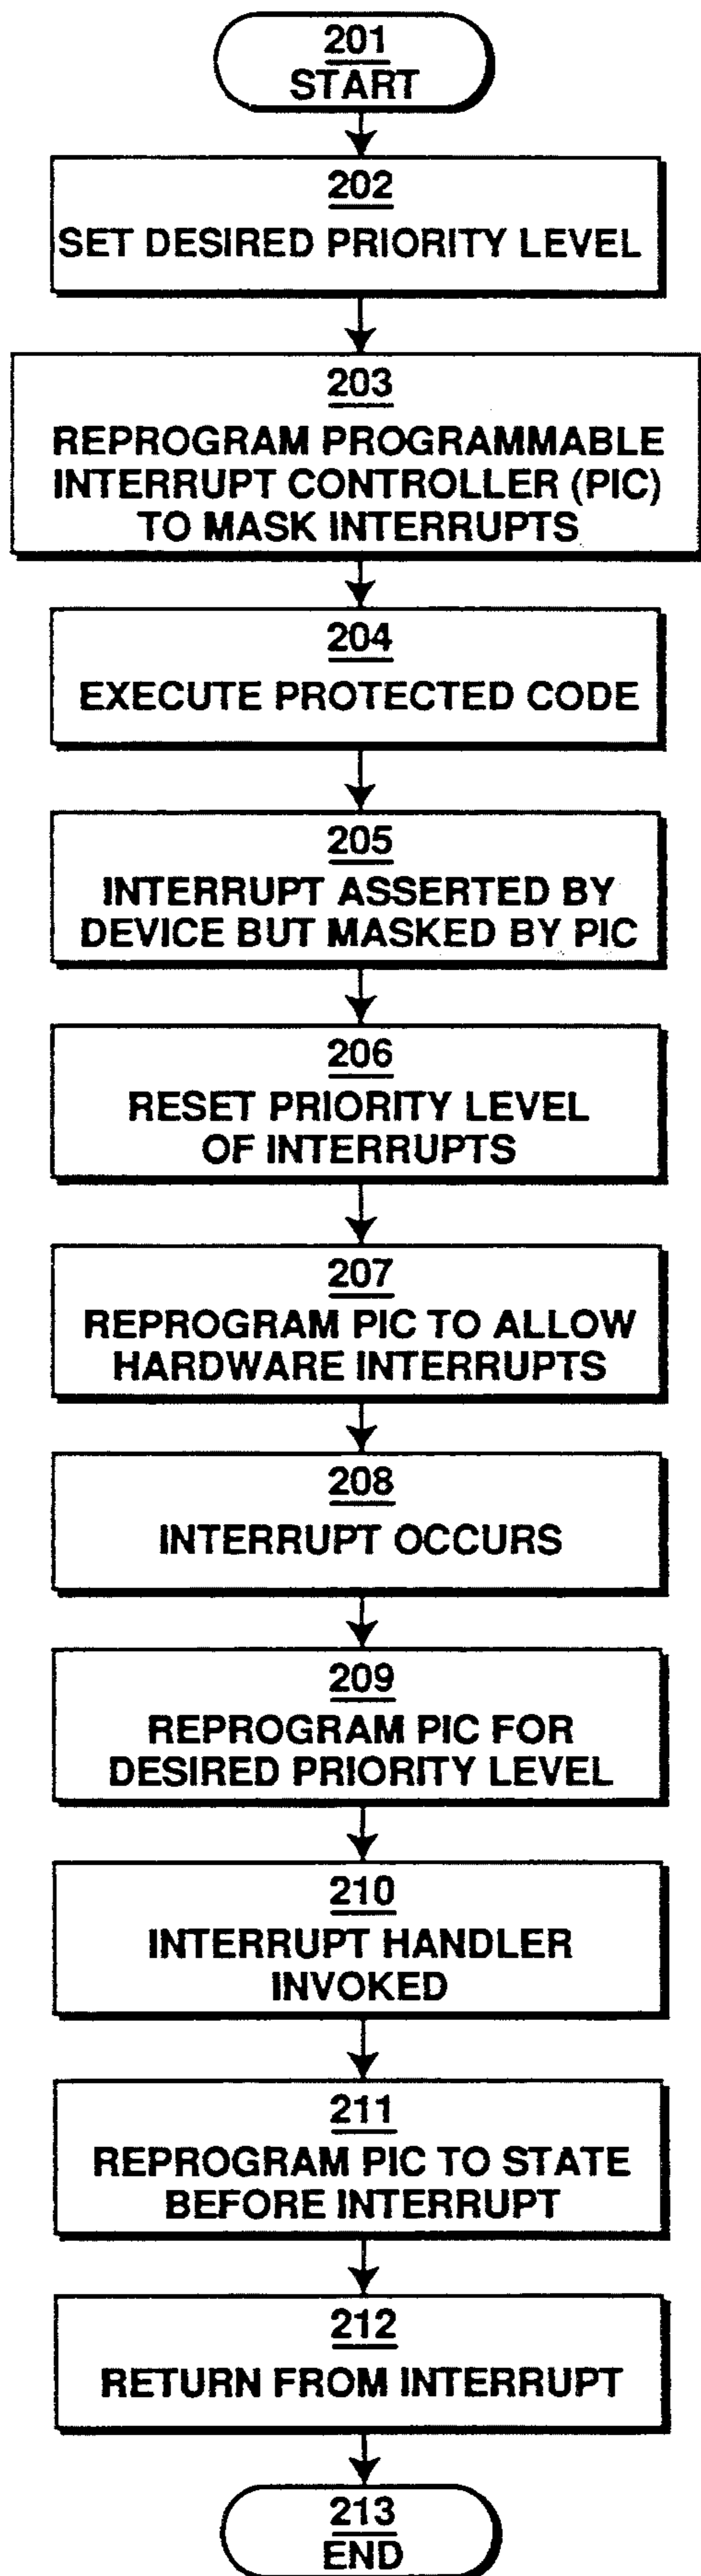 201
START
202
SET DESIRED PRIORITY LEVEL
203
REPROGRAM PROGRAMMABLE
INTERRUPT CONTROLLER (PIC)
TO MASK INTERRUPTS
204
EXECUTE PROTECTED CODE
205
INTERRUPT ASSERTED BY
DEVICE BUT MASKED BY PIC
206
RESET PRIORITY LEVEL
OF INTERRUPTS
207
REPROGRAM PIC TO ALLOW
HARDWARE INTERRUPTS
208
INTERRUPT OCCURS
209
REPROGRAM PIC FOR
DESIRED PRIORITY LEVEL
210
INTERRUPT HANDLER
INVOKED
211
REPROGRAM PIC TO STATE
BEFORE INTERRUPT
212
RETURN FROM INTERRUPT
213
END